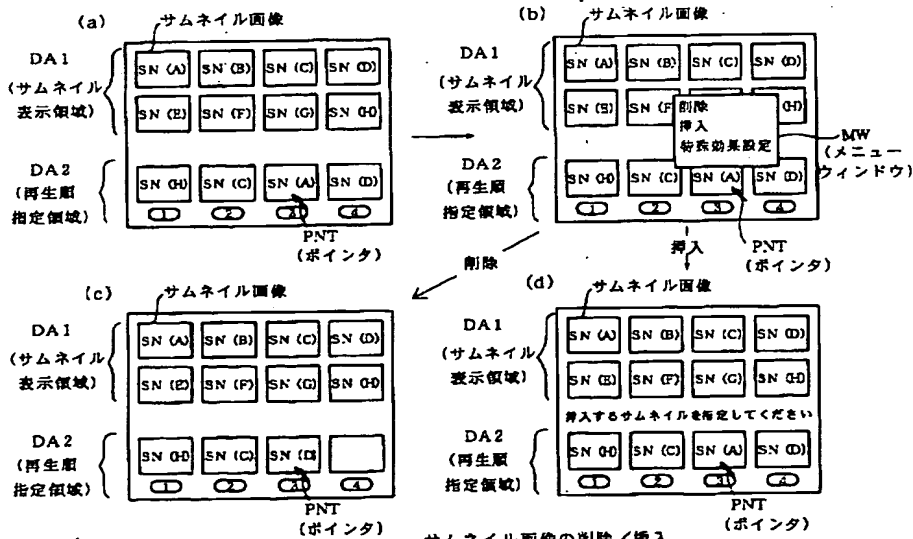 (a)
サムネイル画像
DA1
(サムネイル
表示領域)
SN (A) SN (B) SN (C) SN (D)
SN (E) SN (F) SN (G) SN (H)
DA2
(再生順
指定領域)
SN (H) SN (C) SN (A) SN (D)
1 2 3 4
PNT
(ポインタ)
(b)
サムネイル画像
DA1
(サムネイル
表示領域)
SN (A) SN (B) SN (C) SN (D)
SN (E) SN (F (H)
削除
挿入
特殊効果設定
MW
(メニュー
ウィンドウ)
DA2
(再生順
指定領域)
SN (H) SN (C) SN (A) SN (D)
1 2 3 4
PNT
(ポインタ)
削除
挿入
(c)
サムネイル画像
DA1
(サムネイル
表示領域)
SN (A) SN (B) SN (C) SN (D)
SN (E) SN (F) SN (G) SN (H)
DA2
(再生順
指定領域)
SN (H) SN (C) SN (D)
1 2 3 4
PNT
(ポインタ)
(d)
サムネイル画像
DA1
(サムネイル
表示領域)
SN (A) SN (B) SN (C) SN (D)
SN (E) SN (F) SN (G) SN (H)
挿入するサムネイルを指定してください
DA2
(再生順
指定領域)
SN (H) SN (C) SN (A) SN (D)
1 2 3 4
PNT
(ポインタ)
サムネイル画像の削除/挿入